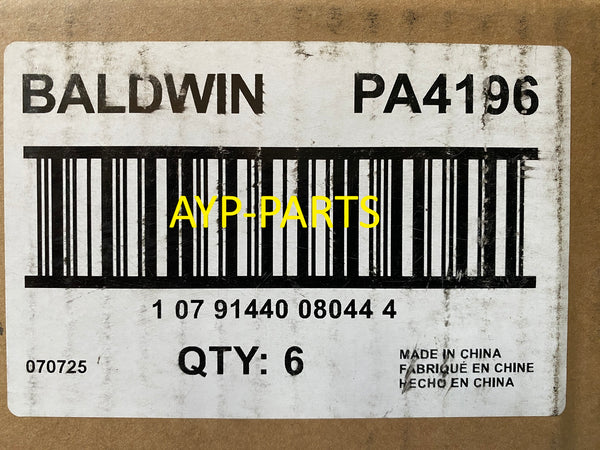 BALDWIN PA4196
AYP-PARTS
1 07 91440 08044 4
070725
QTY: 6
MADE IN CHINA
FABRIQUÉ EN CHINE
HECHO EN CHINA